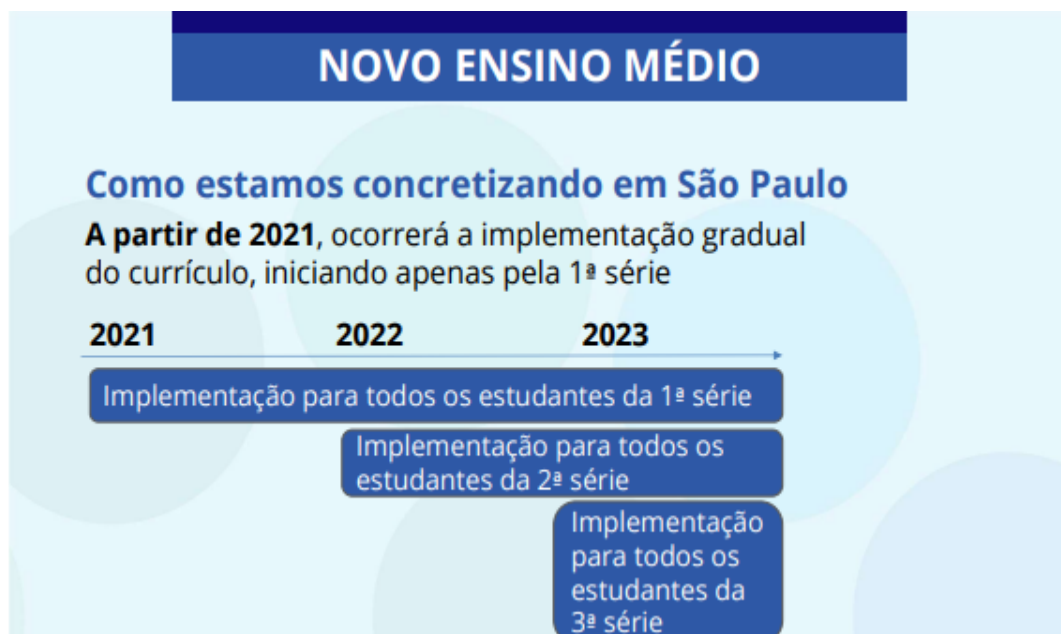 NOVO ENSINO MÉDIO
Como estamos concretizando em São Paulo
A partir de 2021, ocorrerá a implementação gradual
do currículo, iniciando apenas pela 1ª série
2021 2022 2023
Implementação para todos os estudantes da 1ª série
Implementação para todos os
estudantes da 2ª série
Implementação
para todos os
estudantes da
3ª série